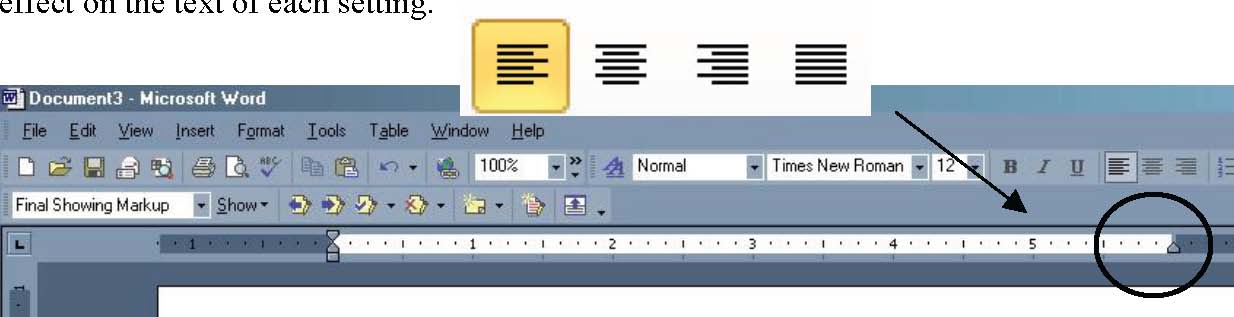 effect on the text of each setting.
Document3 - Microsoft Word
File Edit View Insert Format Tools Table Window Help
100% Normal Times New Roman 12 B I U
Final Showing Markup Show
1 1 2 3 4 5